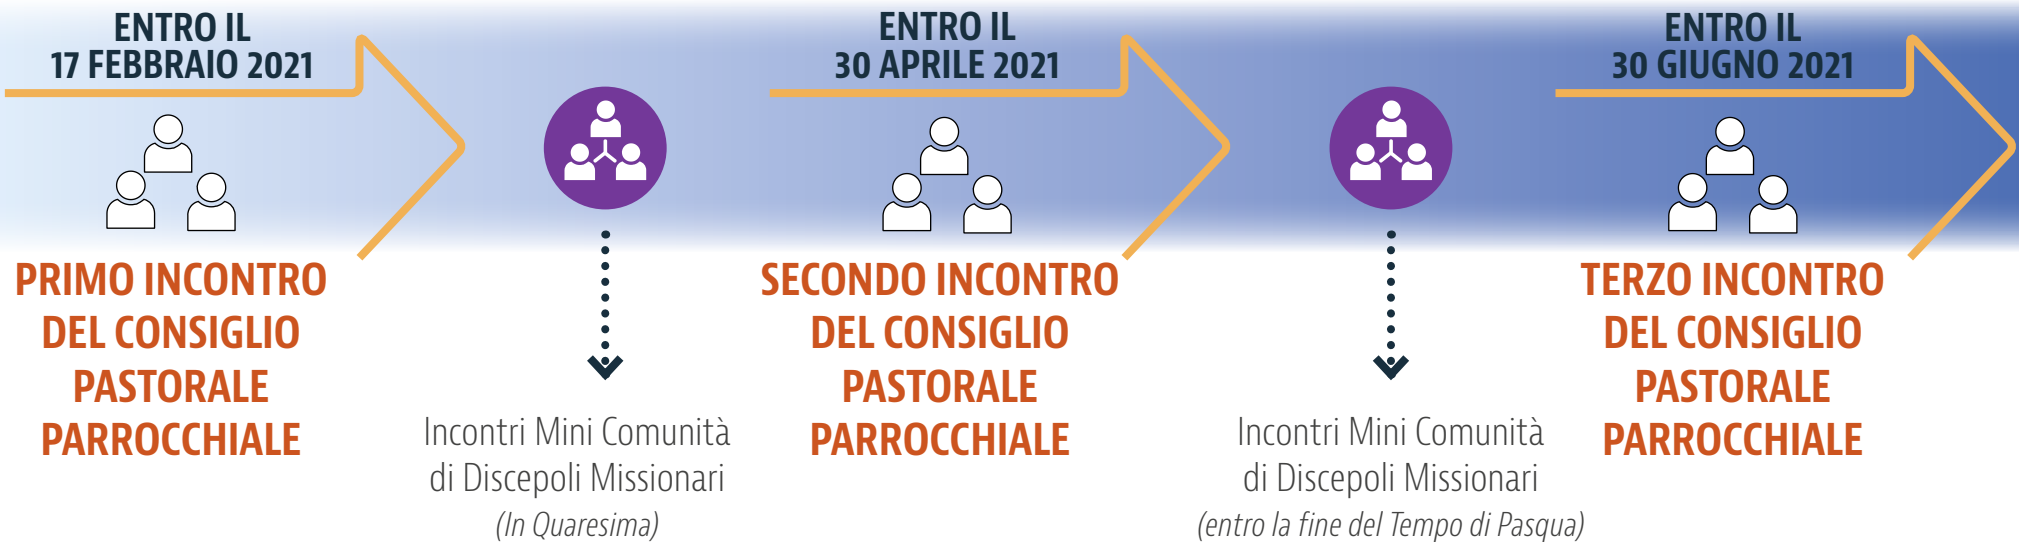 ENTRO IL
17 FEBBRAIO 2021
PRIMO INCONTRO
DEL CONSIGLIO
PASTORALE
PARROCCHIALE
Incontri Mini Comunità
di Discepoli Missionari
(In Quaresima)
ENTRO IL
30 APRILE 2021
SECONDO INCONTRO
DEL CONSIGLIO
PASTORALE
PARROCCHIALE
Incontri Mini Comunità
di Discepoli Missionari
(entro la fine del Tempo di Pasqua)
ENTRO IL
30 GIUGNO 2021
TERZO INCONTRO
DEL CONSIGLIO
PASTORALE
PARROCCHIALE